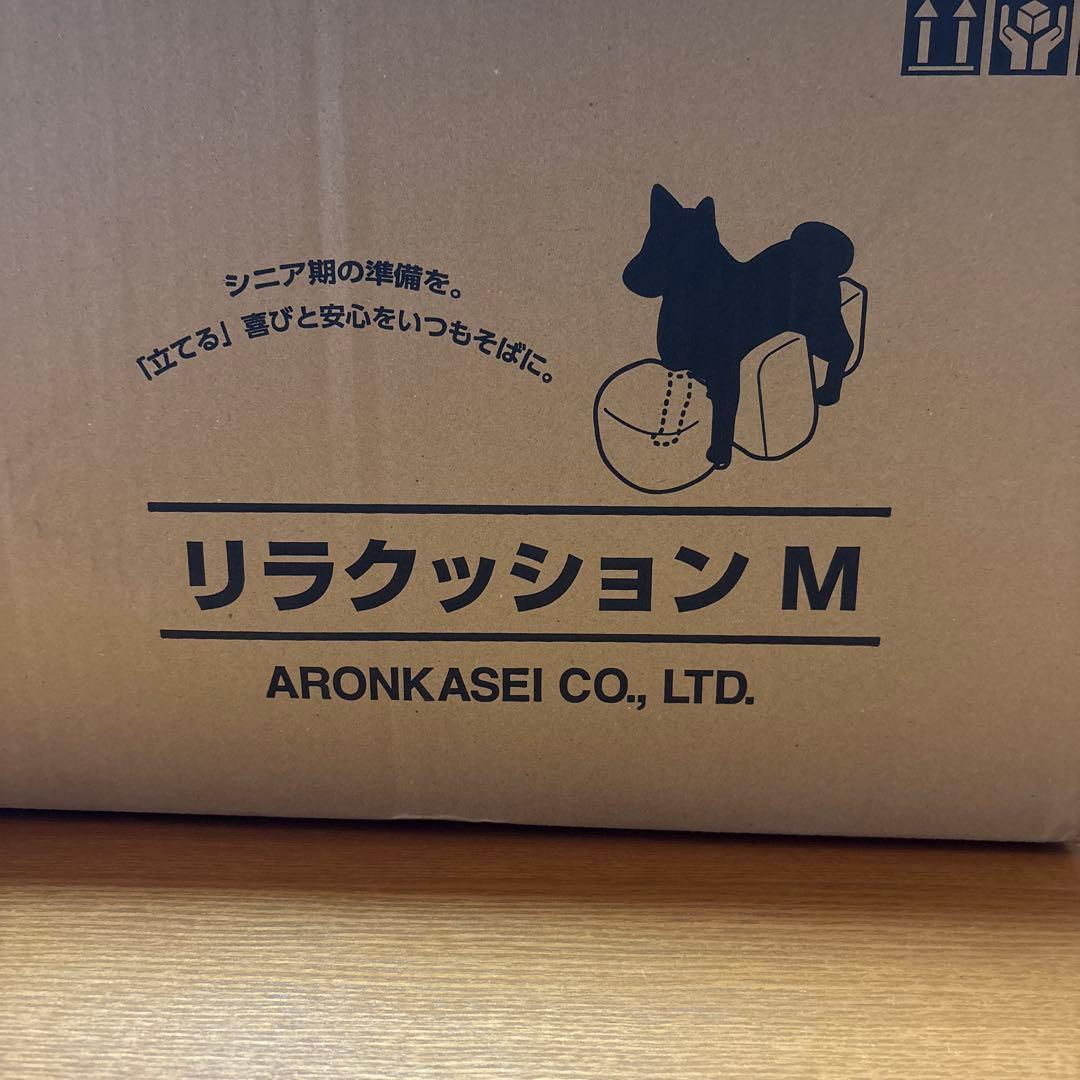 シニア期の準備を。
「立てる」喜びと安心をいつもそばに。
リラクッション M
ARONKASEI CO., LTD.